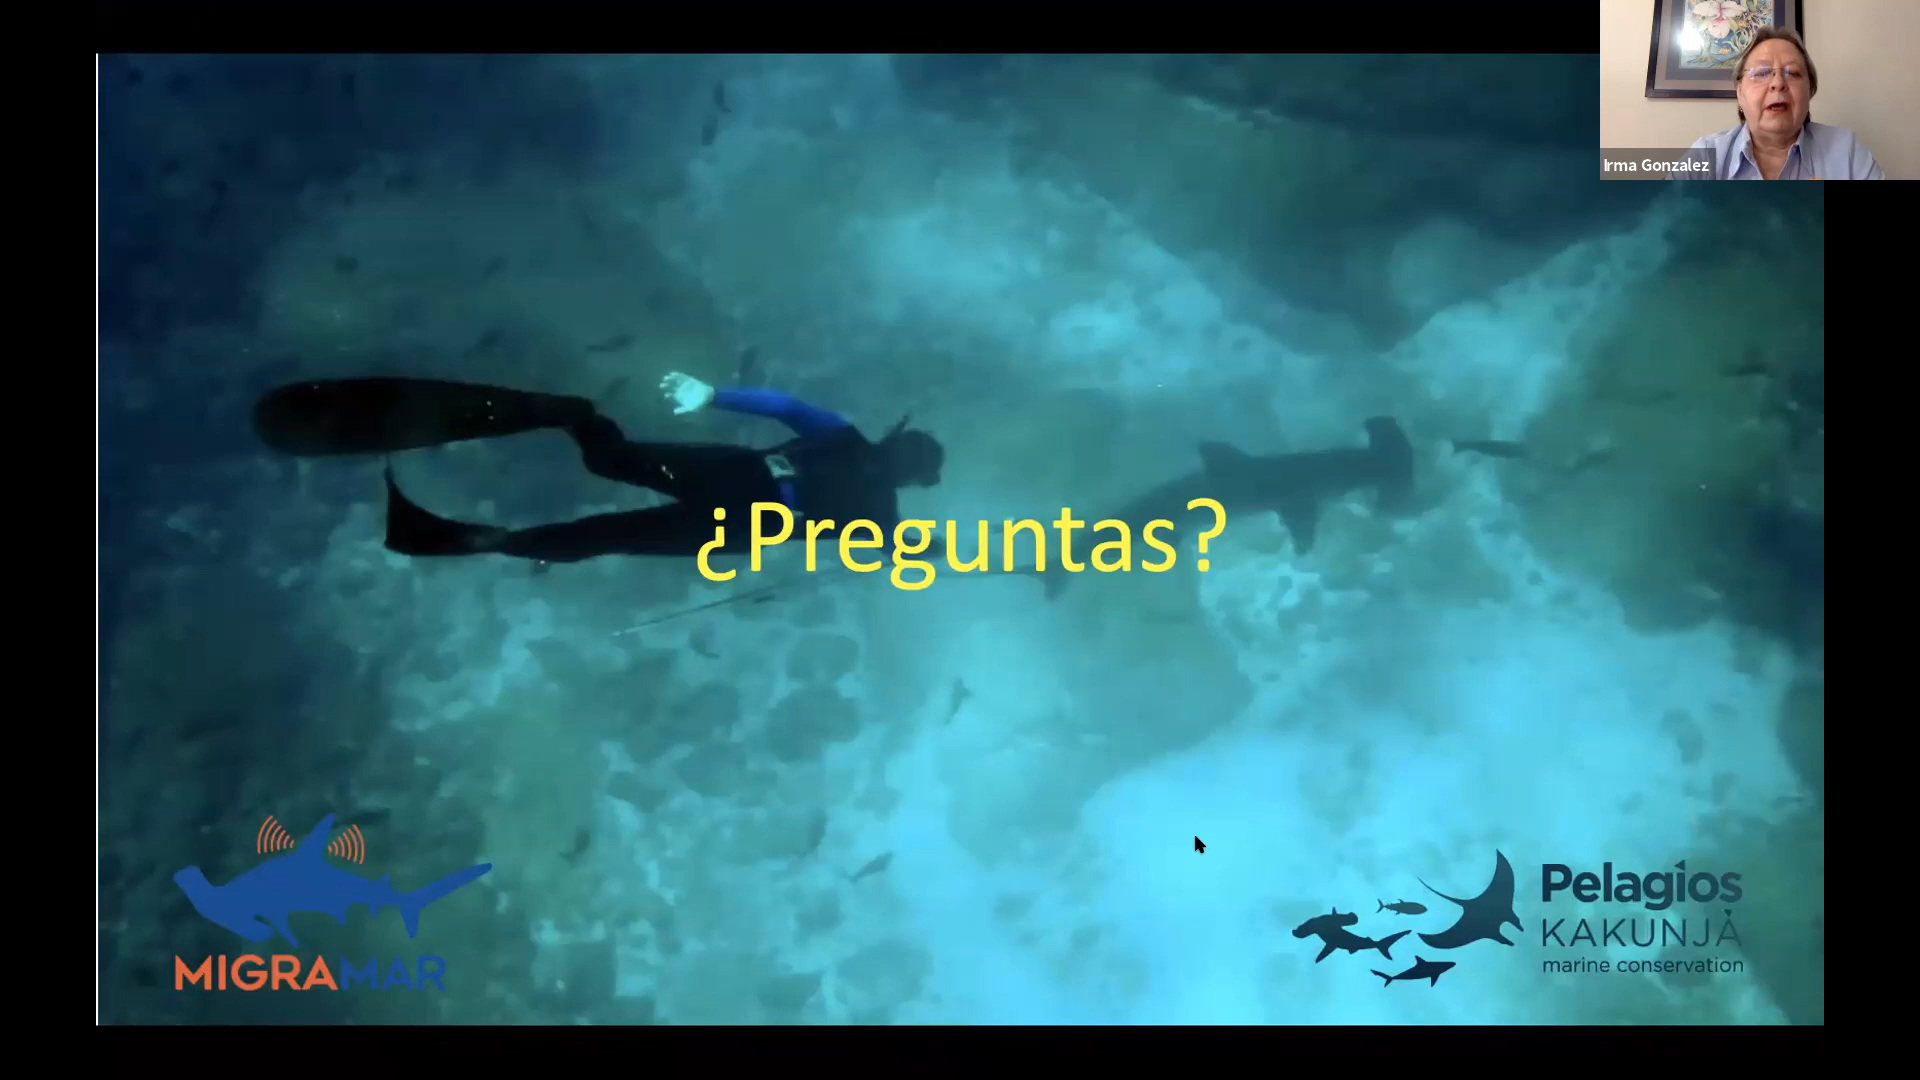 Irma Gonzalez
¿Preguntas?
MIGRAMAR
Pelagios
KAKUNJÁ
marine conservation